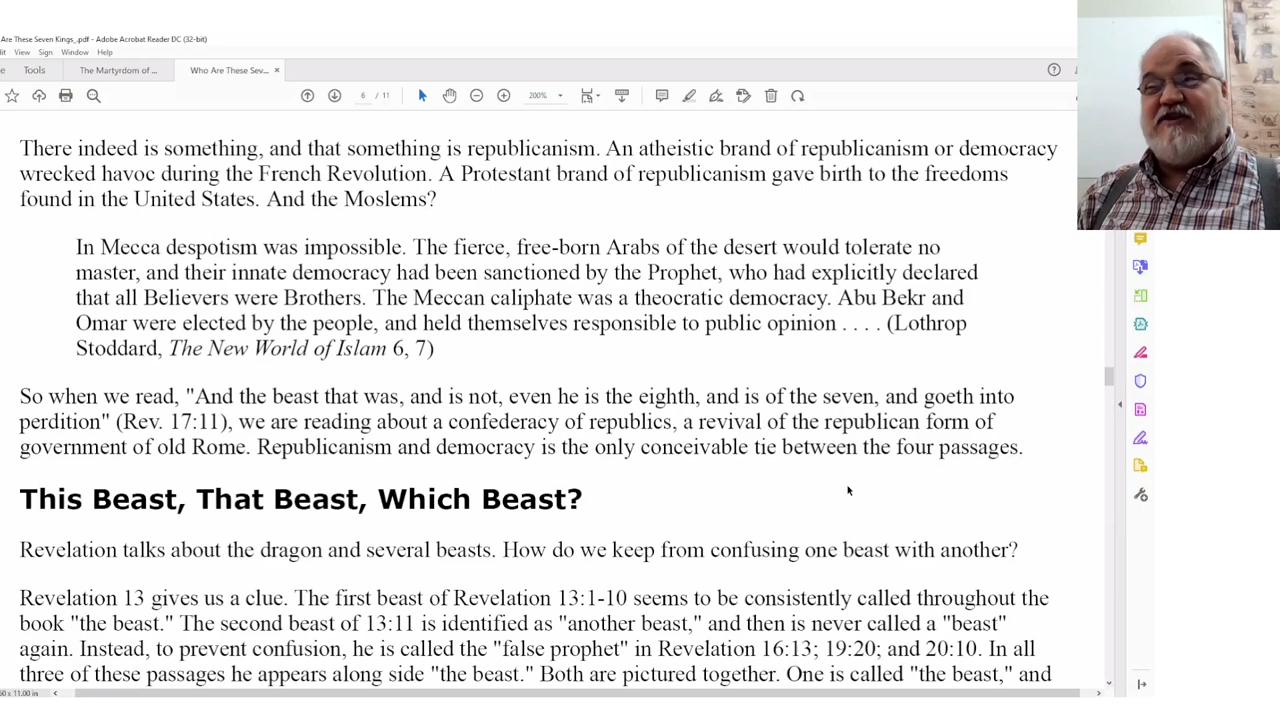 Are These Seven Kings_.pdf - Adobe Acrobat Reader DC (32-bit)
View Sign Window Help
Tools The Martyrdom of ... Who Are These Sev... ×
6 / 11 200%
There indeed is something, and that something is republicanism. An atheistic brand of republicanism or democracy
wrecked havoc during the French Revolution. A Protestant brand of republicanism gave birth to the freedoms
found in the United States. And the Moslems?
In Mecca despotism was impossible. The fierce, free-born Arabs of the desert would tolerate no
master, and their innate democracy had been sanctioned by the Prophet, who had explicitly declared
that all Believers were Brothers. The Meccan caliphate was a theocratic democracy. Abu Bekr and
Omar were elected by the people, and held themselves responsible to public opinion . . . . (Lothrop
Stoddard, The New World of Islam 6, 7)
So when we read, "And the beast that was, and is not, even he is the eighth, and is of the seven, and goeth into
perdition" (Rev. 17:11), we are reading about a confederacy of republics, a revival of the republican form of
government of old Rome. Republicanism and democracy is the only conceivable tie between the four passages.
This Beast, That Beast, Which Beast?
Revelation talks about the dragon and several beasts. How do we keep from confusing one beast with another?
Revelation 13 gives us a clue. The first beast of Revelation 13:1-10 seems to be consistently called throughout the
book "the beast." The second beast of 13:11 is identified as "another beast," and then is never called a "beast"
again. Instead, to prevent confusion, he is called the "false prophet" in Revelation 16:13; 19:20; and 20:10. In all
three of these passages he appears along side "the beast." Both are pictured together. One is called "the beast," and
x 11.00 in